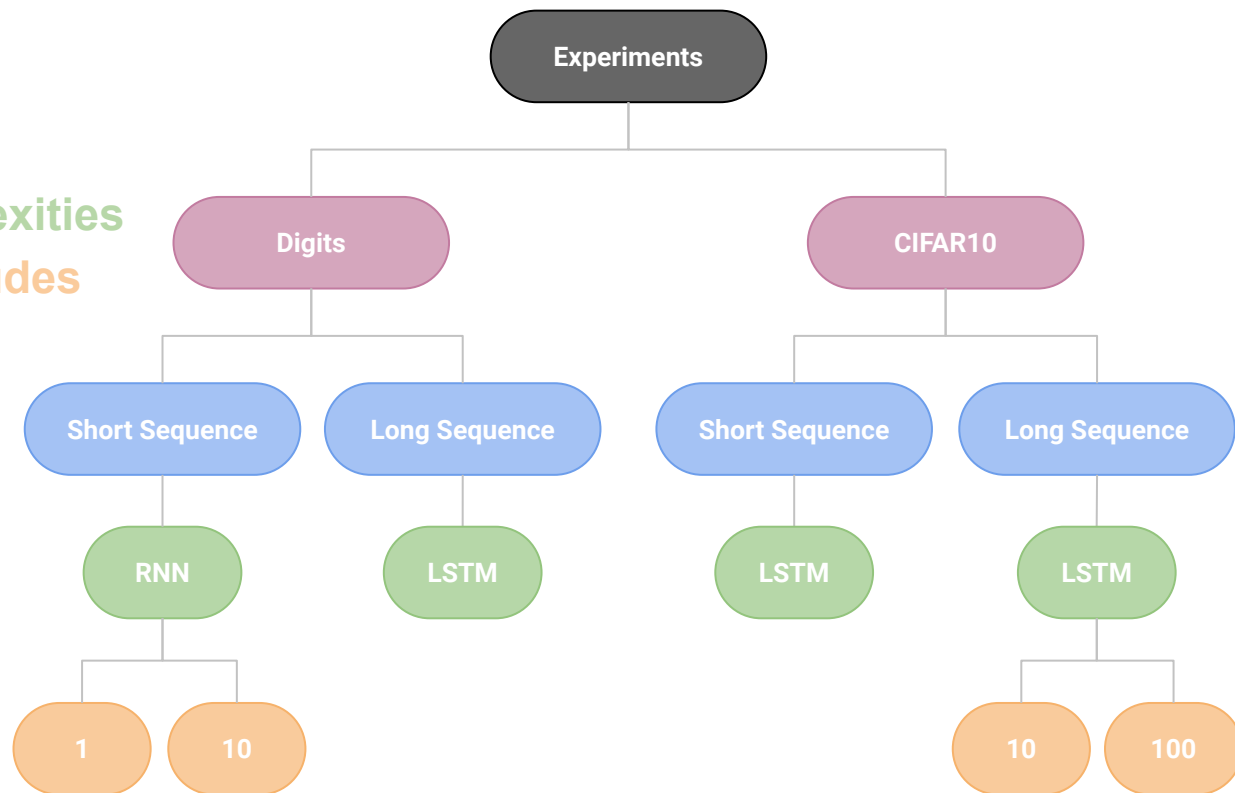 Experiments
exities
Digits
CIFAR10
udes
Short Sequence
Long Sequence
Short Sequence
Long Sequence
RNN
LSTM
LSTM
LSTM
1
10
10
100